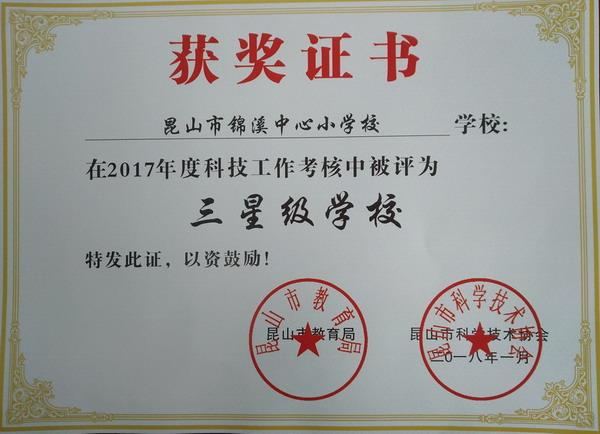 获奖证书
昆山市锦溪中心小学校 学校:
在2017年度科技工作考核中被评为
三星级学校
特发此证，以资鼓励!
昆山市教育局
昆山市教育局 昆山市科学技术协会
昆山市科学技术协会
二〇一八年一月